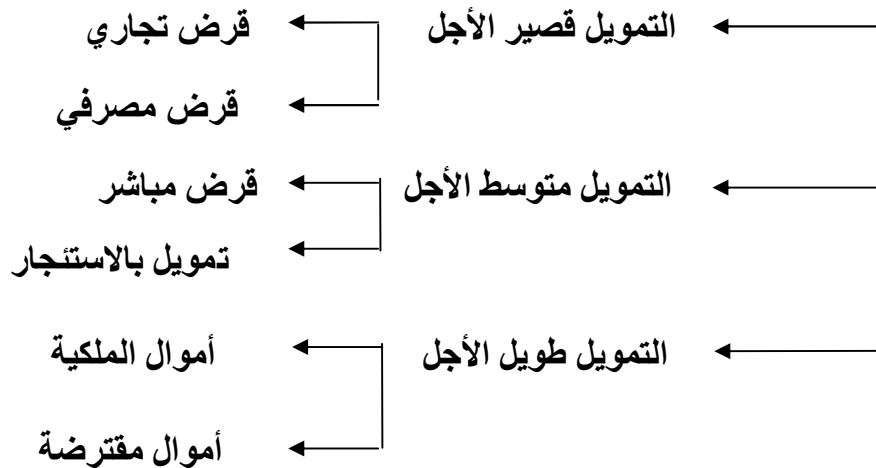 التمويل قصير الأجل
قرض تجاري
قرض مصرفي
التمويل متوسط الأجل
قرض مباشر
تمويل بالاستئجار
التمويل طويل الأجل
أموال الملكية
أموال مقترضة